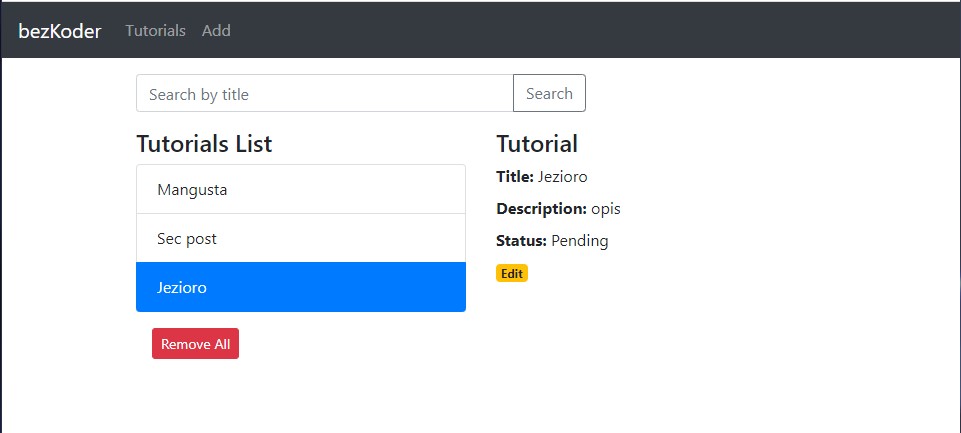 bezKoder Tutorials Add
Search by title Search
Tutorials List
Mangusta
Sec post
Jezioro
Remove All
Tutorial
Title: Jezioro
Description: opis
Status: Pending
Edit